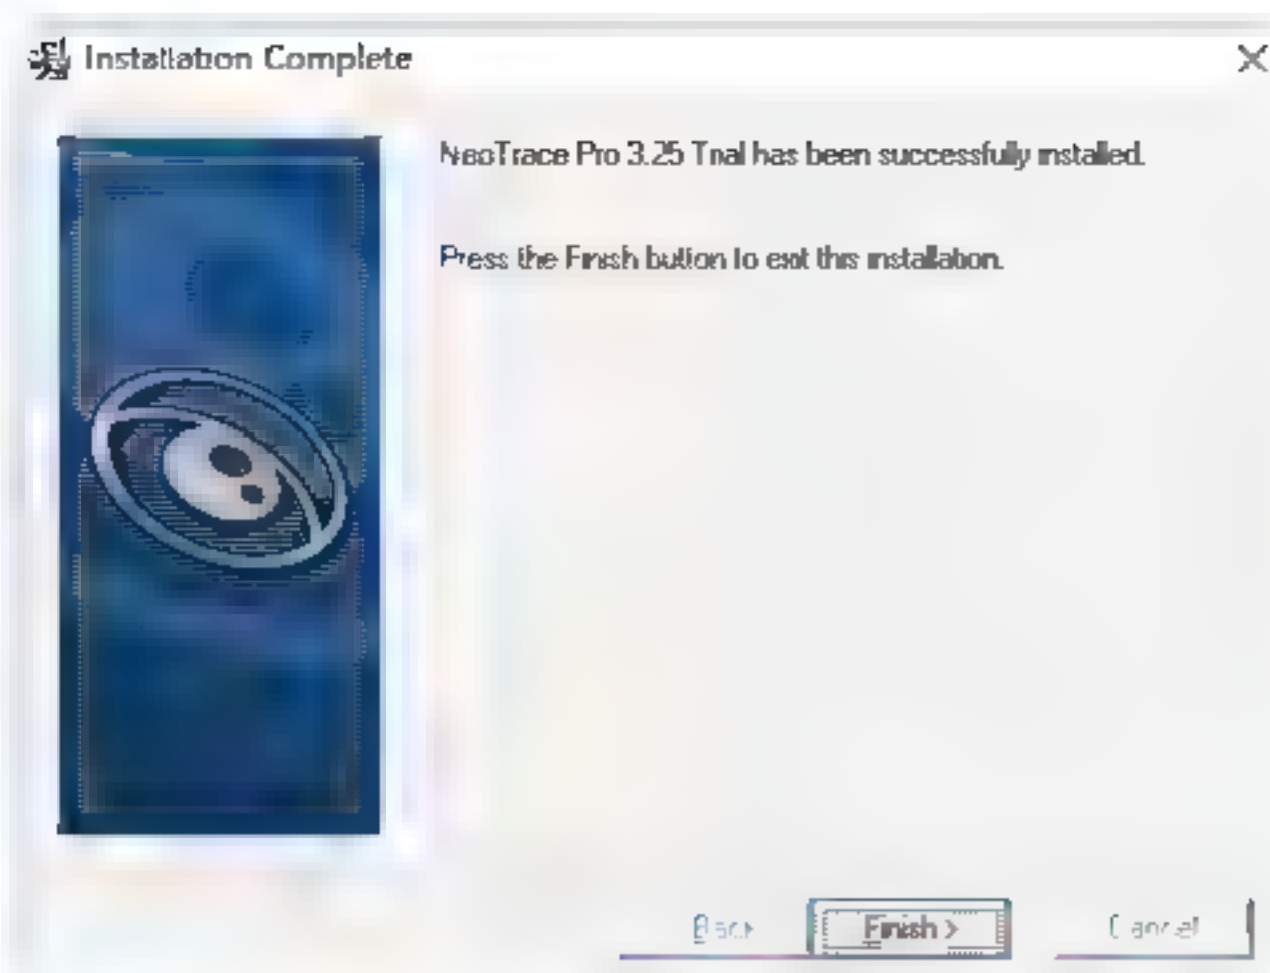 Installation Complete
NeoTrace Pro 3.25 Trial has been successfully installed.
Press the Finish button to exit this installation.
Back
Finish >
Cancel